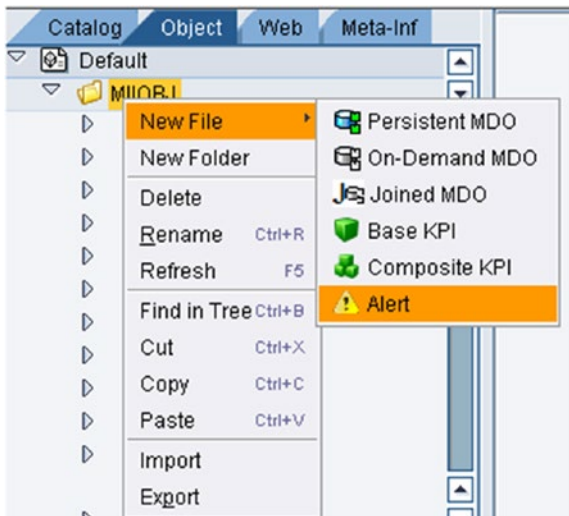 Catalog Object Web Meta-Inf
Default
MIIOBJ
New File
New Folder
Delete
Rename Ctrl+R
Refresh F5
Find in Tree Ctrl+B
Cut Ctrl+X
Copy Ctrl+C
Paste Ctrl+V
Import
Export
Persistent MDO
On-Demand MDO
Joined MDO
Base KPI
Composite KPI
Alert